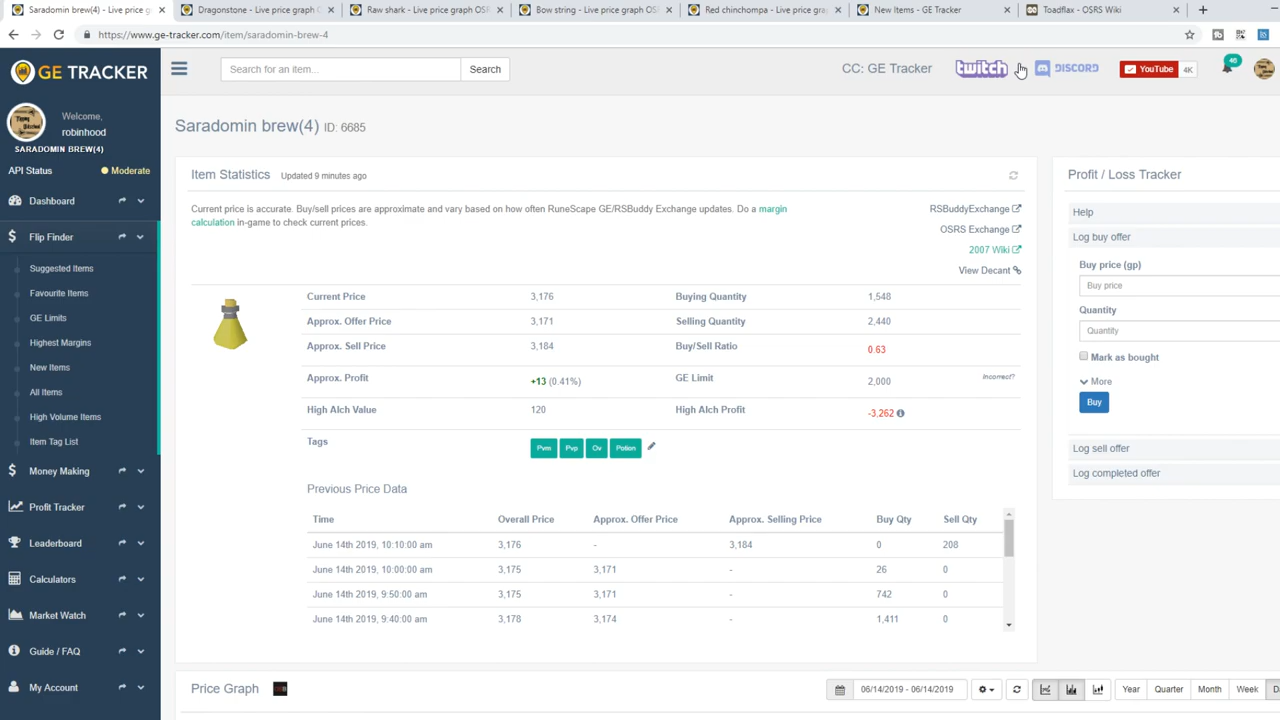 Saradomin brew(4) - Live price g
Dragonstone - Live price graph C
Raw shark - Live price graph OSR
Bow string - Live price graph OSR
Red chinchompa - Live price gra
New Items - GE Tracker
Toadflax - OSRS Wiki
https://www.ge-tracker.com/item/saradomin-brew-4
GE TRACKER
Search for an item...
Search
CC: GE Tracker
twitch
DISCORD
YouTube
4K
46
Welcome,
robinhood
SARADOMIN BREW(4)
API Status
Moderate
Dashboard
Flip Finder
Suggested Items
Favourite Items
GE Limits
Highest Margins
New Items
All Items
High Volume Items
Item Tag List
Money Making
Profit Tracker
Leaderboard
Calculators
Market Watch
Guide / FAQ
My Account
Saradomin brew(4) ID: 6685
Item Statistics Updated 9 minutes ago
Current price is accurate. Buy/sell prices are approximate and vary based on how often RuneScape GE/RSBuddy Exchange updates. Do a margin
calculation in-game to check current prices.
RSBuddyExchange
OSRS Exchange
2007 Wiki
View Decant
Current Price 3,176 Buying Quantity 1,548
Approx. Offer Price 3,171 Selling Quantity 2,440
Approx. Sell Price 3,184 Buy/Sell Ratio 0.63
Approx. Profit +13 (0.41%) GE Limit 2,000 Incorrect?
High Alch Value 120 High Alch Profit -3,262
Tags Pvm Pvp Ov Potion
Previous Price Data
Time Overall Price Approx. Offer Price Approx. Selling Price Buy Qty Sell Qty
June 14th 2019, 10:10:00 am 3,176 - 3,184 0 208
June 14th 2019, 10:00:00 am 3,175 3,171 - 26 0
June 14th 2019, 9:50:00 am 3,175 3,171 - 742 0
June 14th 2019, 9:40:00 am 3,178 3,174 - 1,411 0
Price Graph
06/14/2019 - 06/14/2019
Year Quarter Month Week Da
Profit / Loss Tracker
Help
Log buy offer
Buy price (gp)
Buy price
Quantity
Quantity
Mark as bought
More
Buy
Log sell offer
Log completed offer